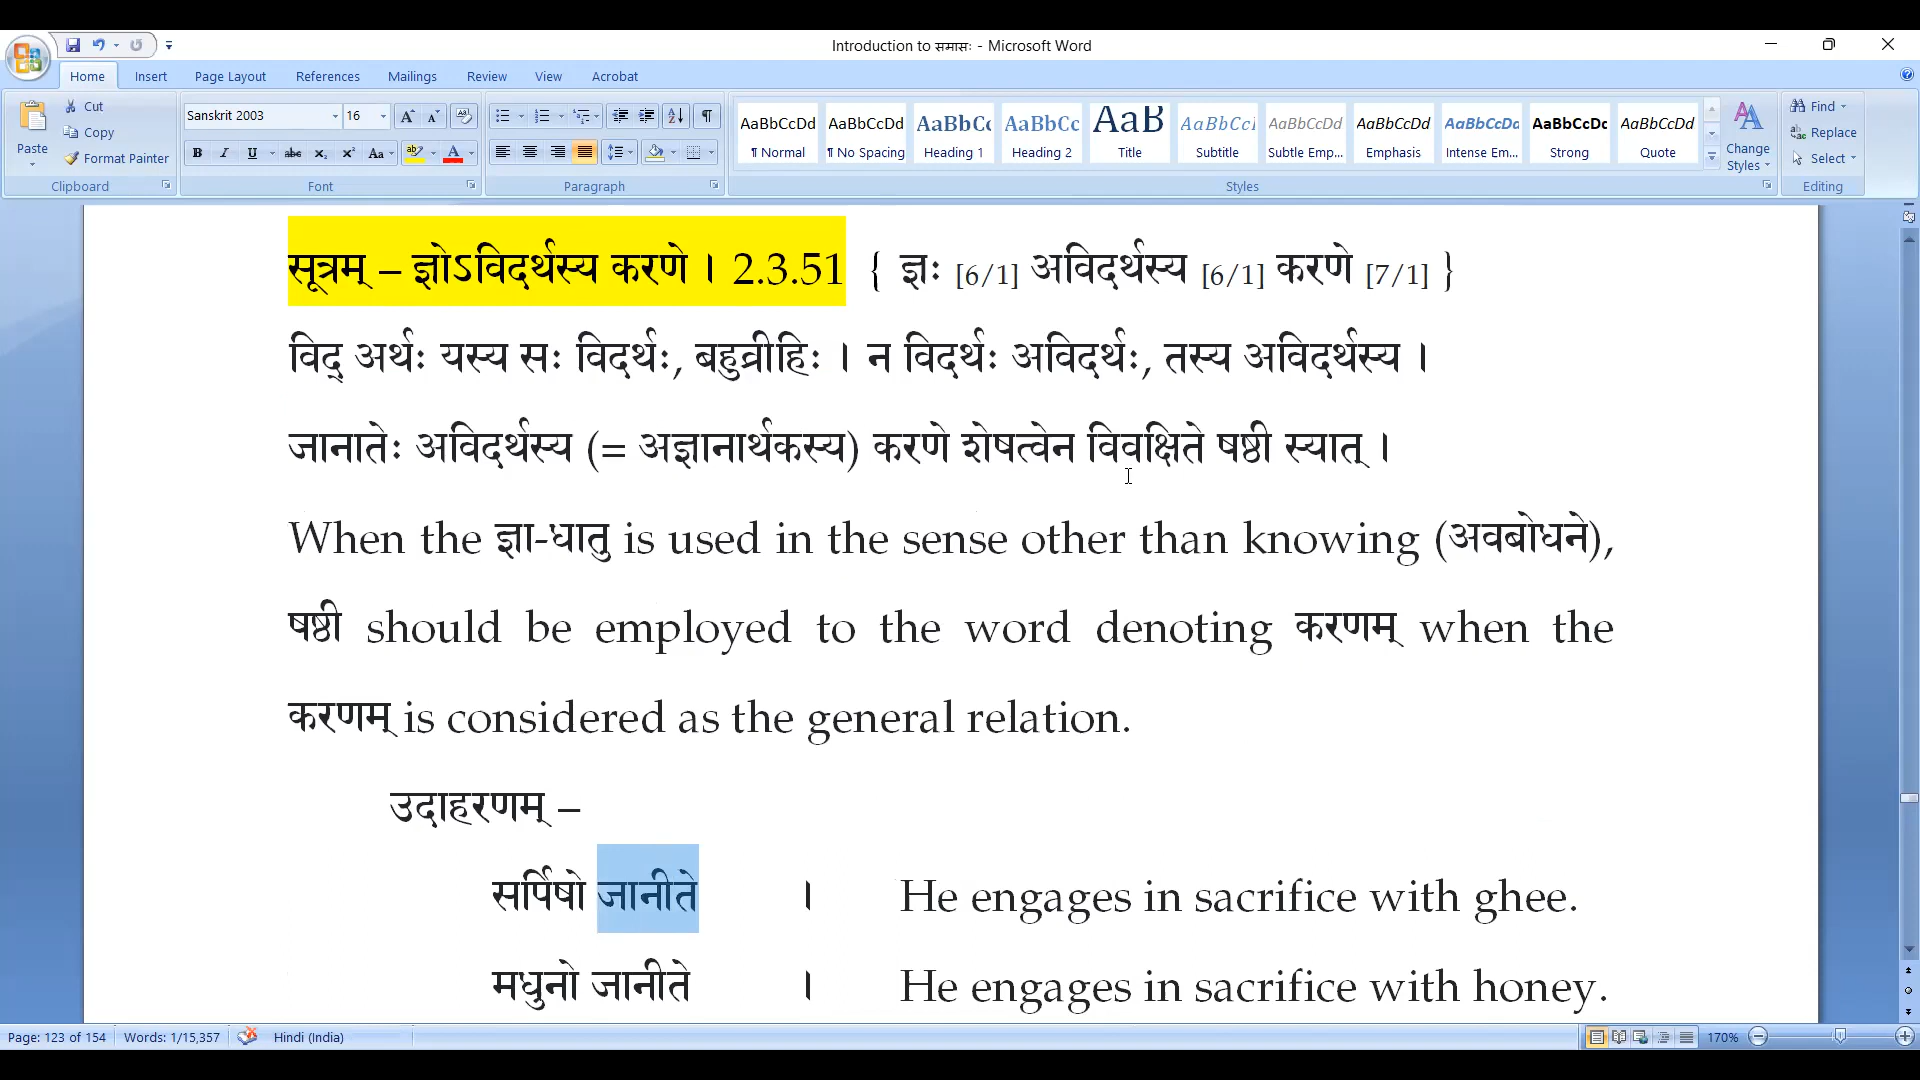 Introduction to समासः - Microsoft Word
Home Insert Page Layout References Mailings Review View Acrobat
Paste Cut Copy Format Painter
Clipboard
Sanskrit 2003 16
Font
Paragraph
AaBbCcDd AaBbCcDd AaBbCc AaBbCc AaB AaBbCcl AaBbCcDd AaBbCcDd AaBbCcDd AaBbCcDc AaBbCcDd
¶ Normal ¶ No Spacing Heading 1 Heading 2 Title Subtitle Subtle Emp... Emphasis Intense Em... Strong Quote
Change Styles
Styles
Find Replace Select
Editing
सूत्रम् – ज्ञोऽविदर्थस्य करणे । 2.3.51 { ज्ञः [6/1] अविदर्थस्य [6/1] करणे [7/1] }
विद् अर्थः यस्य सः विदर्थः, बहुव्रीहिः । न विदर्थः अविदर्थः, तस्य अविदर्थस्य ।
जानातेः अविदर्थस्य (= अज्ञानार्थकस्य) करणे शेषत्वेन विवक्षिते षष्ठी स्यात् ।
When the ज्ञा-धातु is used in the sense other than knowing (अवबोधने),
षष्ठी should be employed to the word denoting करणम् when the
करणम् is considered as the general relation.
उदाहरणम् –
सर्पिषो जानीते । He engages in sacrifice with ghee.
मधुनो जानीते । He engages in sacrifice with honey.
Page: 123 of 154 Words: 1/15,357 Hindi (India) 170%